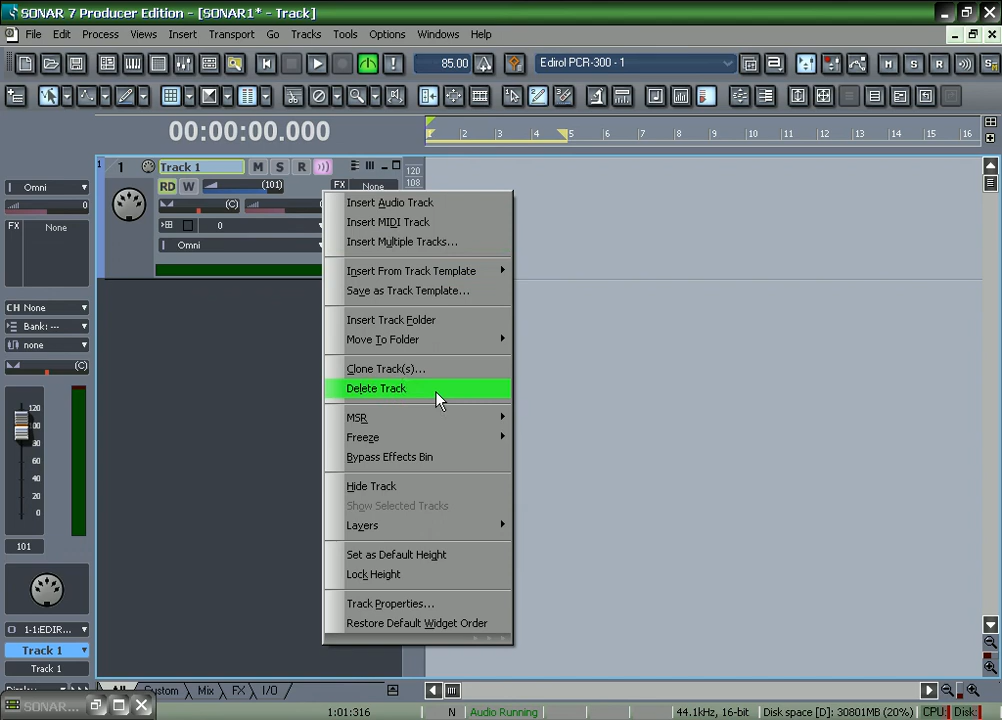 SONAR 7 Producer Edition - [SONAR1* - Track]
File Edit Process Views Insert Transport Go Tracks Tools Options Windows Help
85.00 Edirol PCR-300 - 1
00:00:00.000
2 3 4 5 6 7 8 9 10 11 12 13 14 15 16
1 1 Track 1 M S R
120
108
Omni
RD W (101) FX None
0
(C)
FX None
0
Omni
Insert Audio Track
Insert MIDI Track
Insert Multiple Tracks...
Insert From Track Template
Save as Track Template...
Insert Track Folder
Move To Folder
Clone Track(s)...
Delete Track
MSR
Freeze
Bypass Effects Bin
Hide Track
Show Selected Tracks
Layers
Set as Default Height
Lock Height
Track Properties...
Restore Default Widget Order
CH None
Bank: ---
none
(C)
120
100
80
60
40
20
0
101
1-1:EDIR...
Track 1
Track 1
Display
All Custom Mix FX I/O
SONAR...
1:01:316 N Audio Running 44.1kHz, 16-bit Disk space [D]: 30801MB (20%) CPU: Disk: